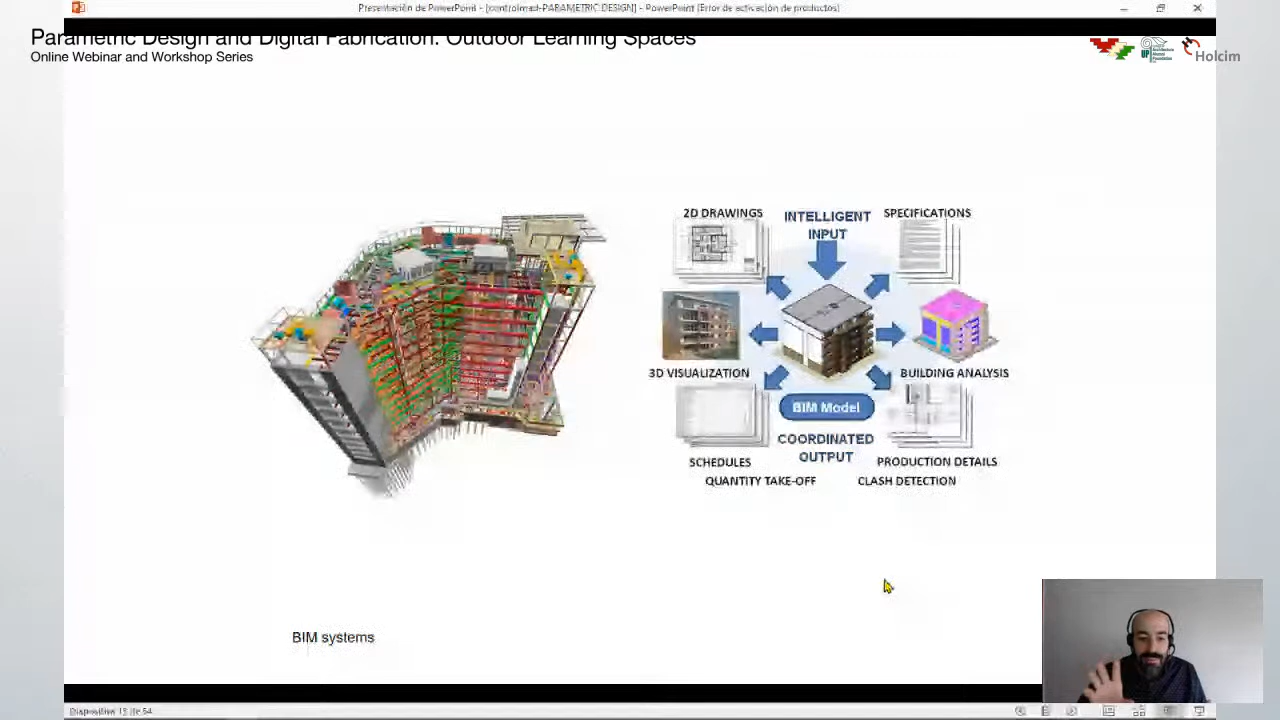 Presentación de PowerPoint - [controlmad-PARAMETRIC DESIGN] - PowerPoint (Error de activación de productos)
Parametric Design and Digital Fabrication: Outdoor Learning Spaces
Online Webinar and Workshop Series
UP
Holcim
2D DRAWINGS
INTELLIGENT
INPUT
SPECIFICATIONS
3D VISUALIZATION
BUILDING ANALYSIS
BIM Model
COORDINATED
OUTPUT
SCHEDULES
PRODUCTION DETAILS
QUANTITY TAKE-OFF
CLASH DETECTION
BIM systems